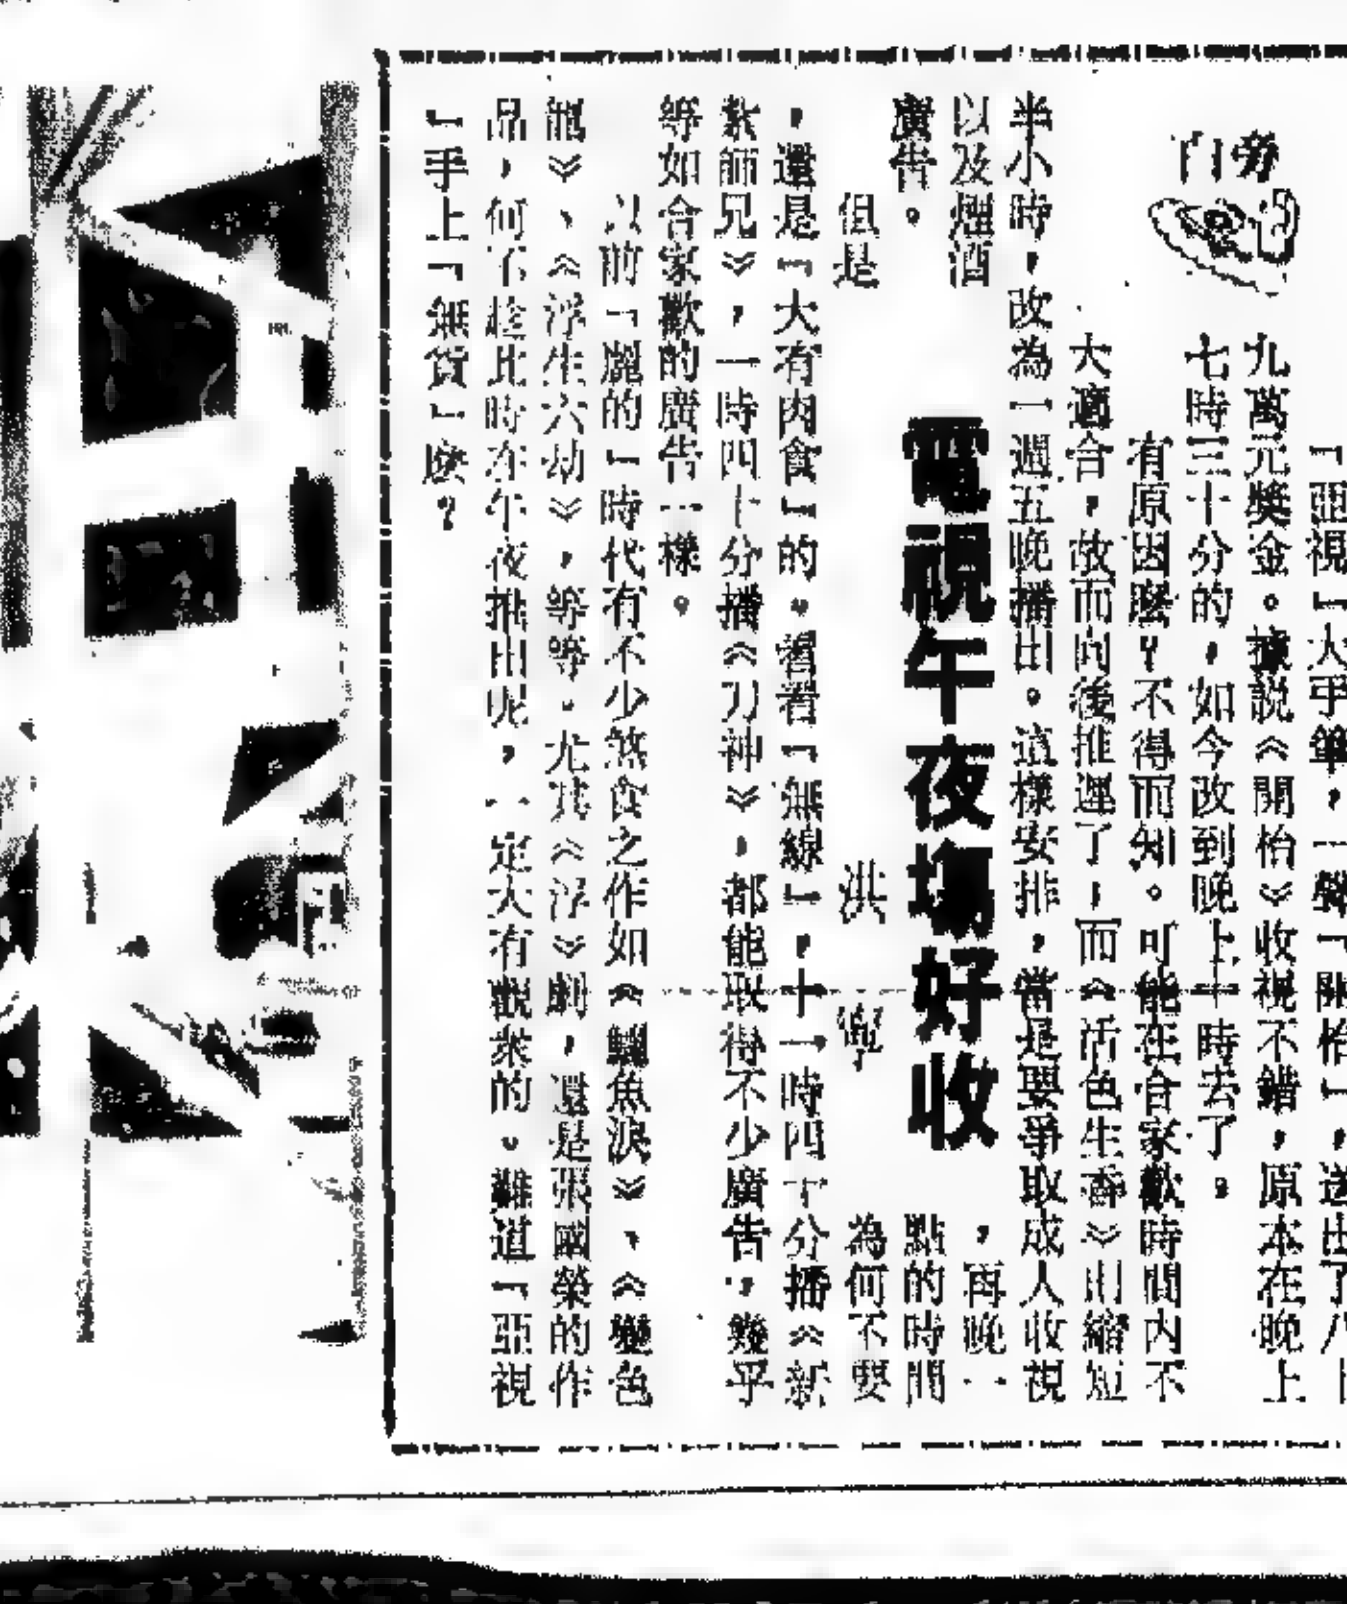 旁白
電視午夜場好收
洪
「亞視」大手筆，一聲「開怡」，送出了八十
九萬元獎金。據説《開怡》收視不錯，原本在晚上
七時三十分的，如今改到晚上十時去了。
有原因麼？不得而知。可能在合家歡時間內不
大適合，故而向後推遲了，而《活色生香》由縮短
半小時，改為一週五晚播出。這樣安排，當是要爭取成人收視
以及煙酒
廣告。
，再晚一
點的時間
為何不要
但是
，還是「大有肉食」的。看看「無線」，十一時四十分播《新
紮師兄》，一時四十分播《刀神》，都能取得不少廣告，幾乎
等如合家歡的廣告一樣。
以前「麗的」時代有不少煞食之作如《鱷魚淚》、《變色
龍》、《浮生六劫》，等等。尤其《浮》劇，還是張國榮的作
品，何不趁此時在午夜推出呢，一定大有觀眾的。難道「亞視
」手上「無貨」麼？